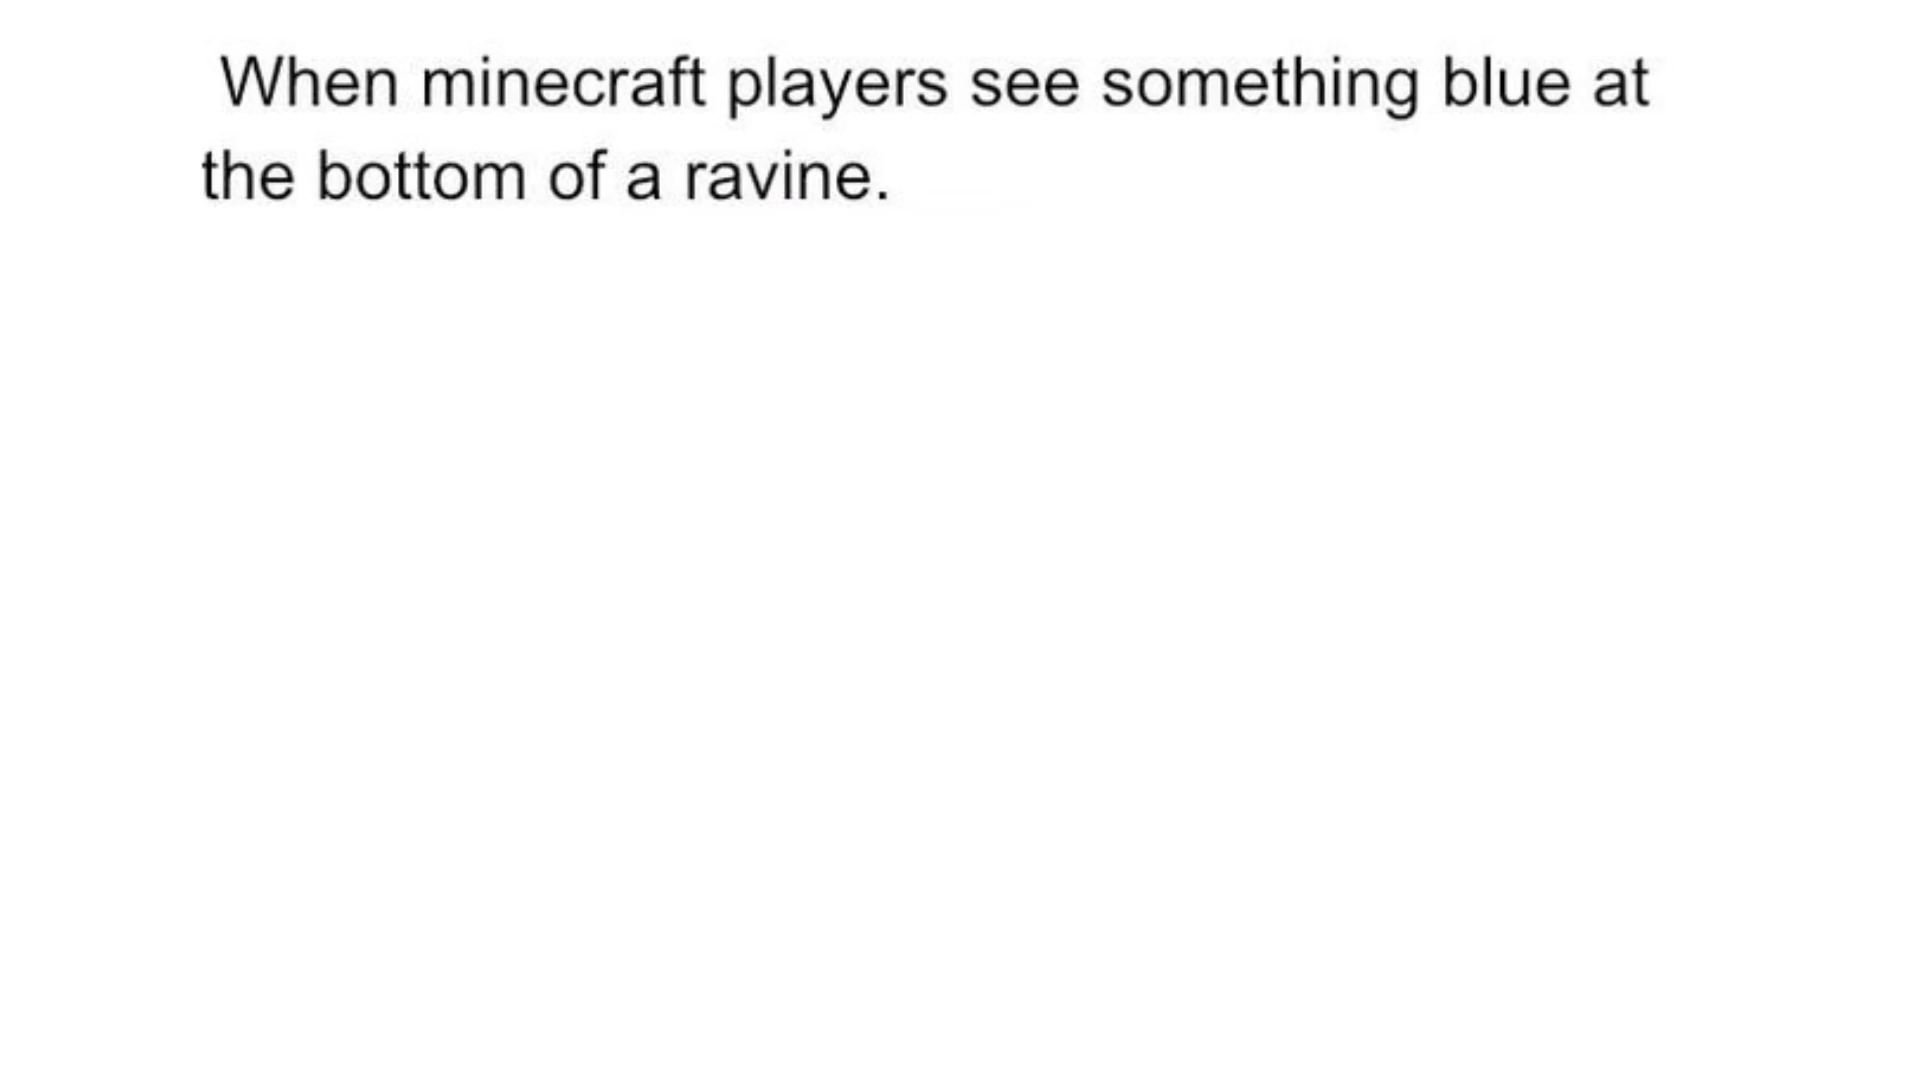 When minecraft players see something blue at
the bottom of a ravine.